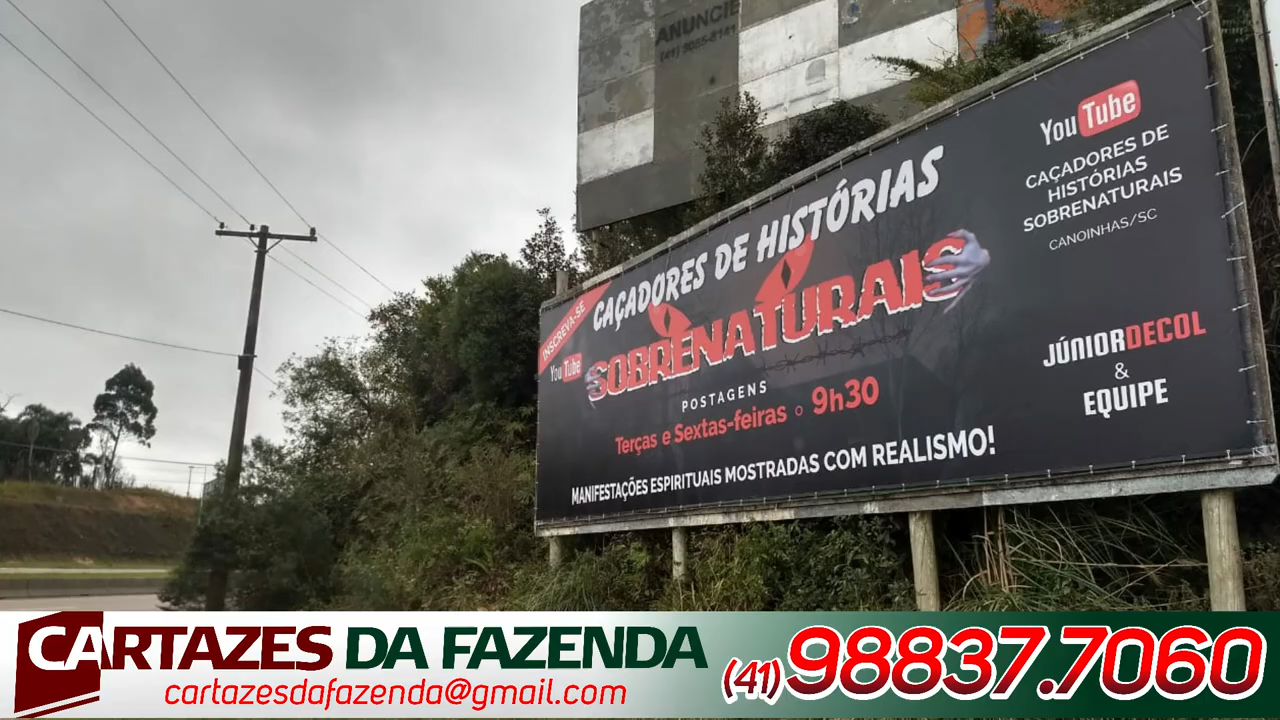 ANUNCIE
INSCREVA-SE
YouTube
CAÇADORES DE HISTÓRIAS
SOBRENATURAIS
POSTAGENS
Terças e Sextas-feiras 9h30
MANIFESTAÇÕES ESPIRITUAIS MOSTRADAS COM REALISMO!
YouTube
CAÇADORES DE
HISTÓRIAS
SOBRENATURAIS
CANOINHAS/SC
JÚNIORDECOL
&
EQUIPE
CARTAZES DA FAZENDA
cartazesdafazenda@gmail.com
(41)98837.7060